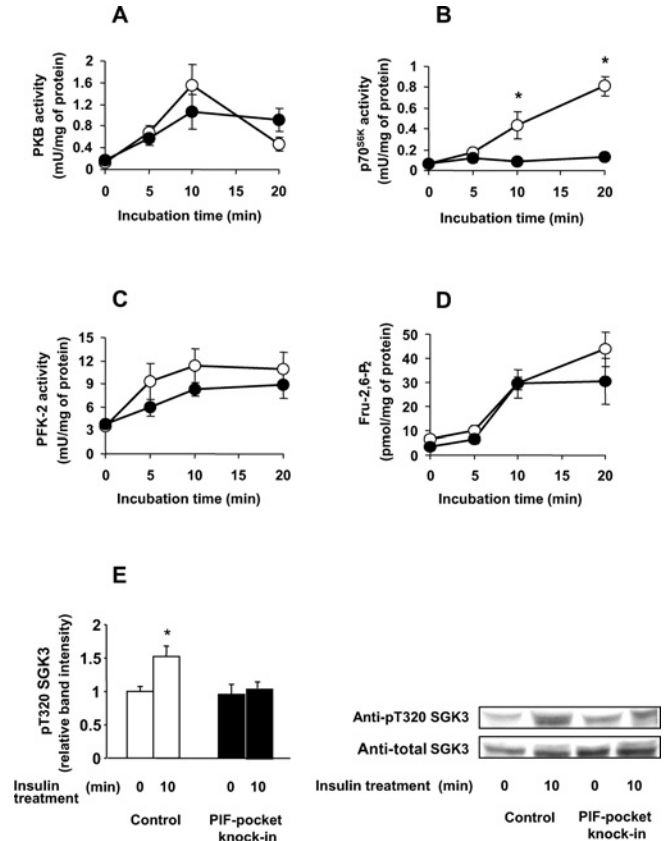 A
PKB activity
(mU/mg of protein)
1.6
1.2
0.8
0.4
0
0 5 10 20
Incubation time (min)
B
p70S6K activity
(mU/mg of protein)
1
0.8
0.6
0.4
0.2
0
* *
0 5 10 20
Incubation time (min)
C
PFK-2 activity
(mU/mg of protein)
15
12
9
6
3
0
0 5 10 20
Incubation time (min)
D
Fru-2,6-P2
(pmol/mg of protein)
50
40
30
20
10
0
0 5 10 20
Incubation time (min)
E
pT320 SGK3
(relative band intensity)
2
1.5
1
0.5
0
*
Insulin treatment (min) 0 10 0 10
Control PIF-pocket knock-in
Anti-pT320 SGK3
Anti-total SGK3
Insulin treatment (min) 0 10 0 10
Control PIF-pocket knock-in